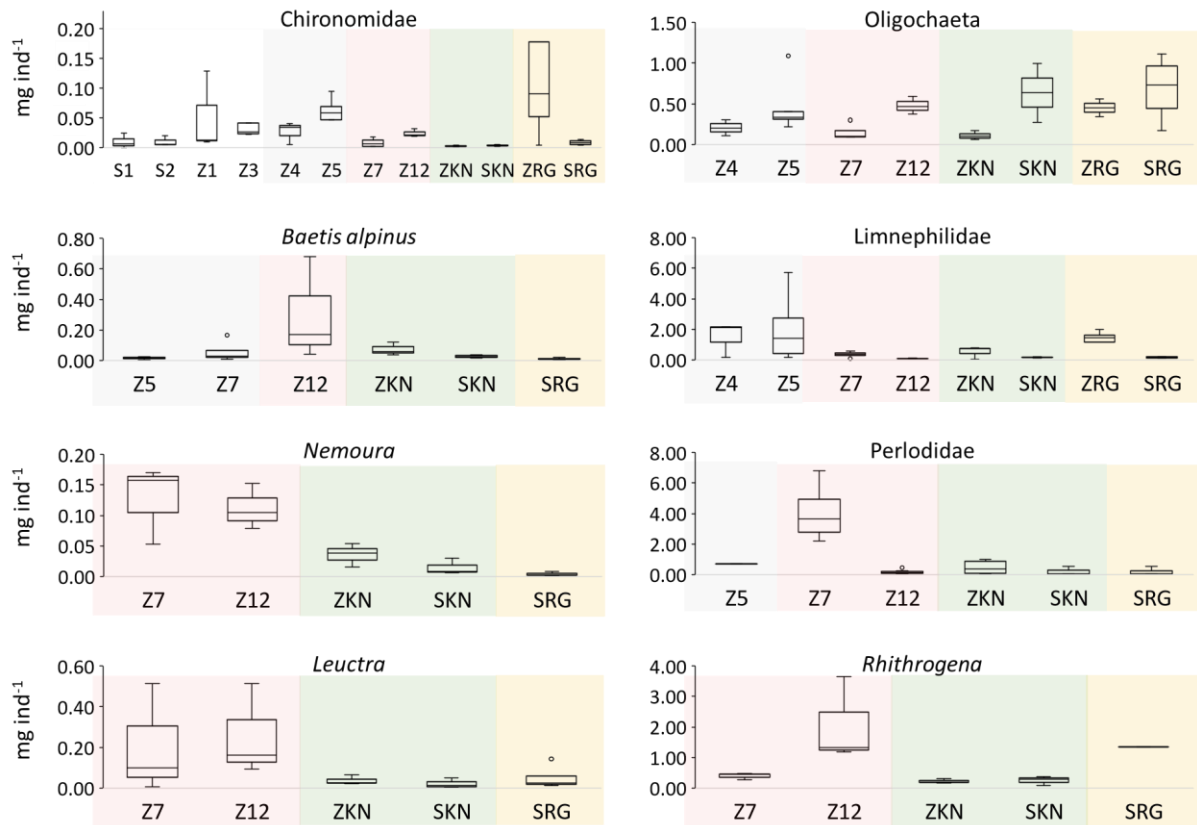 Chironomidae
mg ind-1
0.20
0.15
0.10
0.05
0.00
S1 S2 Z1 Z3 Z4 Z5 Z7 Z12 ZKN SKN ZRG SRG
Oligochaeta
1.50
1.00
0.50
0.00
Z4 Z5 Z7 Z12 ZKN SKN ZRG SRG
Baetis alpinus
mg ind-1
0.80
0.60
0.40
0.20
0.00
Z5 Z7 Z12 ZKN SKN SRG
Limnephilidae
8.00
6.00
4.00
2.00
0.00
Z4 Z5 Z7 Z12 ZKN SKN ZRG SRG
Nemoura
mg ind-1
0.20
0.15
0.10
0.05
0.00
Z7 Z12 ZKN SKN SRG
Perlodidae
8.00
6.00
4.00
2.00
0.00
Z5 Z7 Z12 ZKN SKN SRG
Leuctra
mg ind-1
0.60
0.40
0.20
0.00
Z7 Z12 ZKN SKN SRG
Rhithrogena
4.00
3.00
2.00
1.00
0.00
Z7 Z12 ZKN SKN SRG